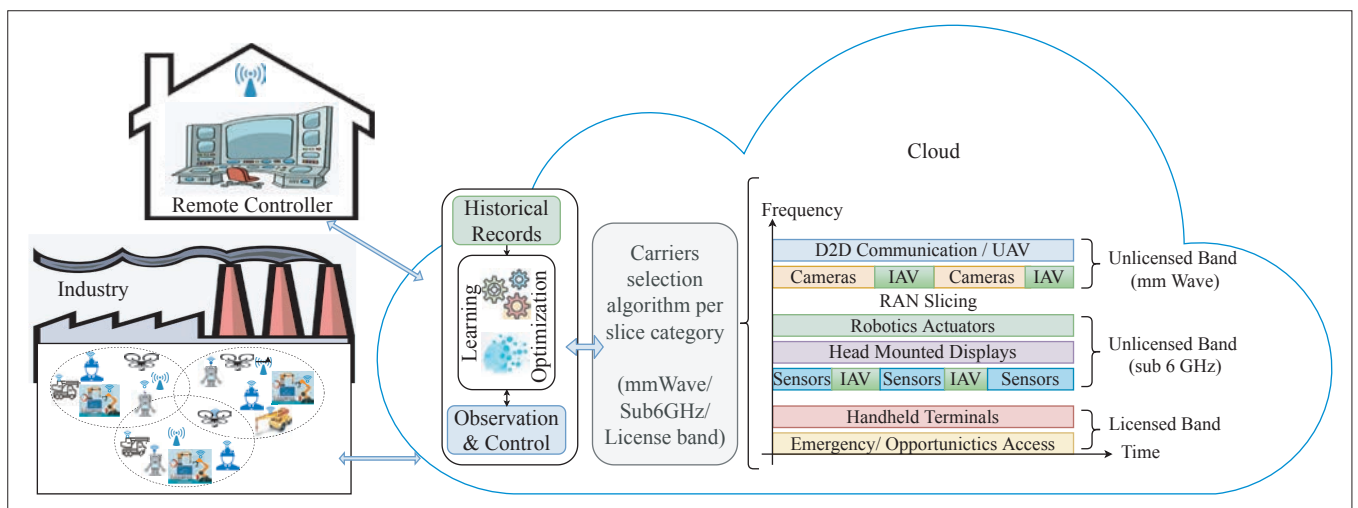 Cloud
Remote Controller
Industry
Historical
Records
Learning
Optimization
Observation
& Control
Carriers
selection
algorithm per
slice category
(mmWave/
Sub6GHz/
License band)
Frequency
D2D Communication / UAV
Cameras IAV Cameras IAV
RAN Slicing
Robotics Actuators
Head Mounted Displays
Sensors IAV Sensors IAV Sensors
Handheld Terminals
Emergency/ Opportunictics Access
Time
Unlicensed Band
(mm Wave)
Unlicensed Band
(sub 6 GHz)
Licensed Band